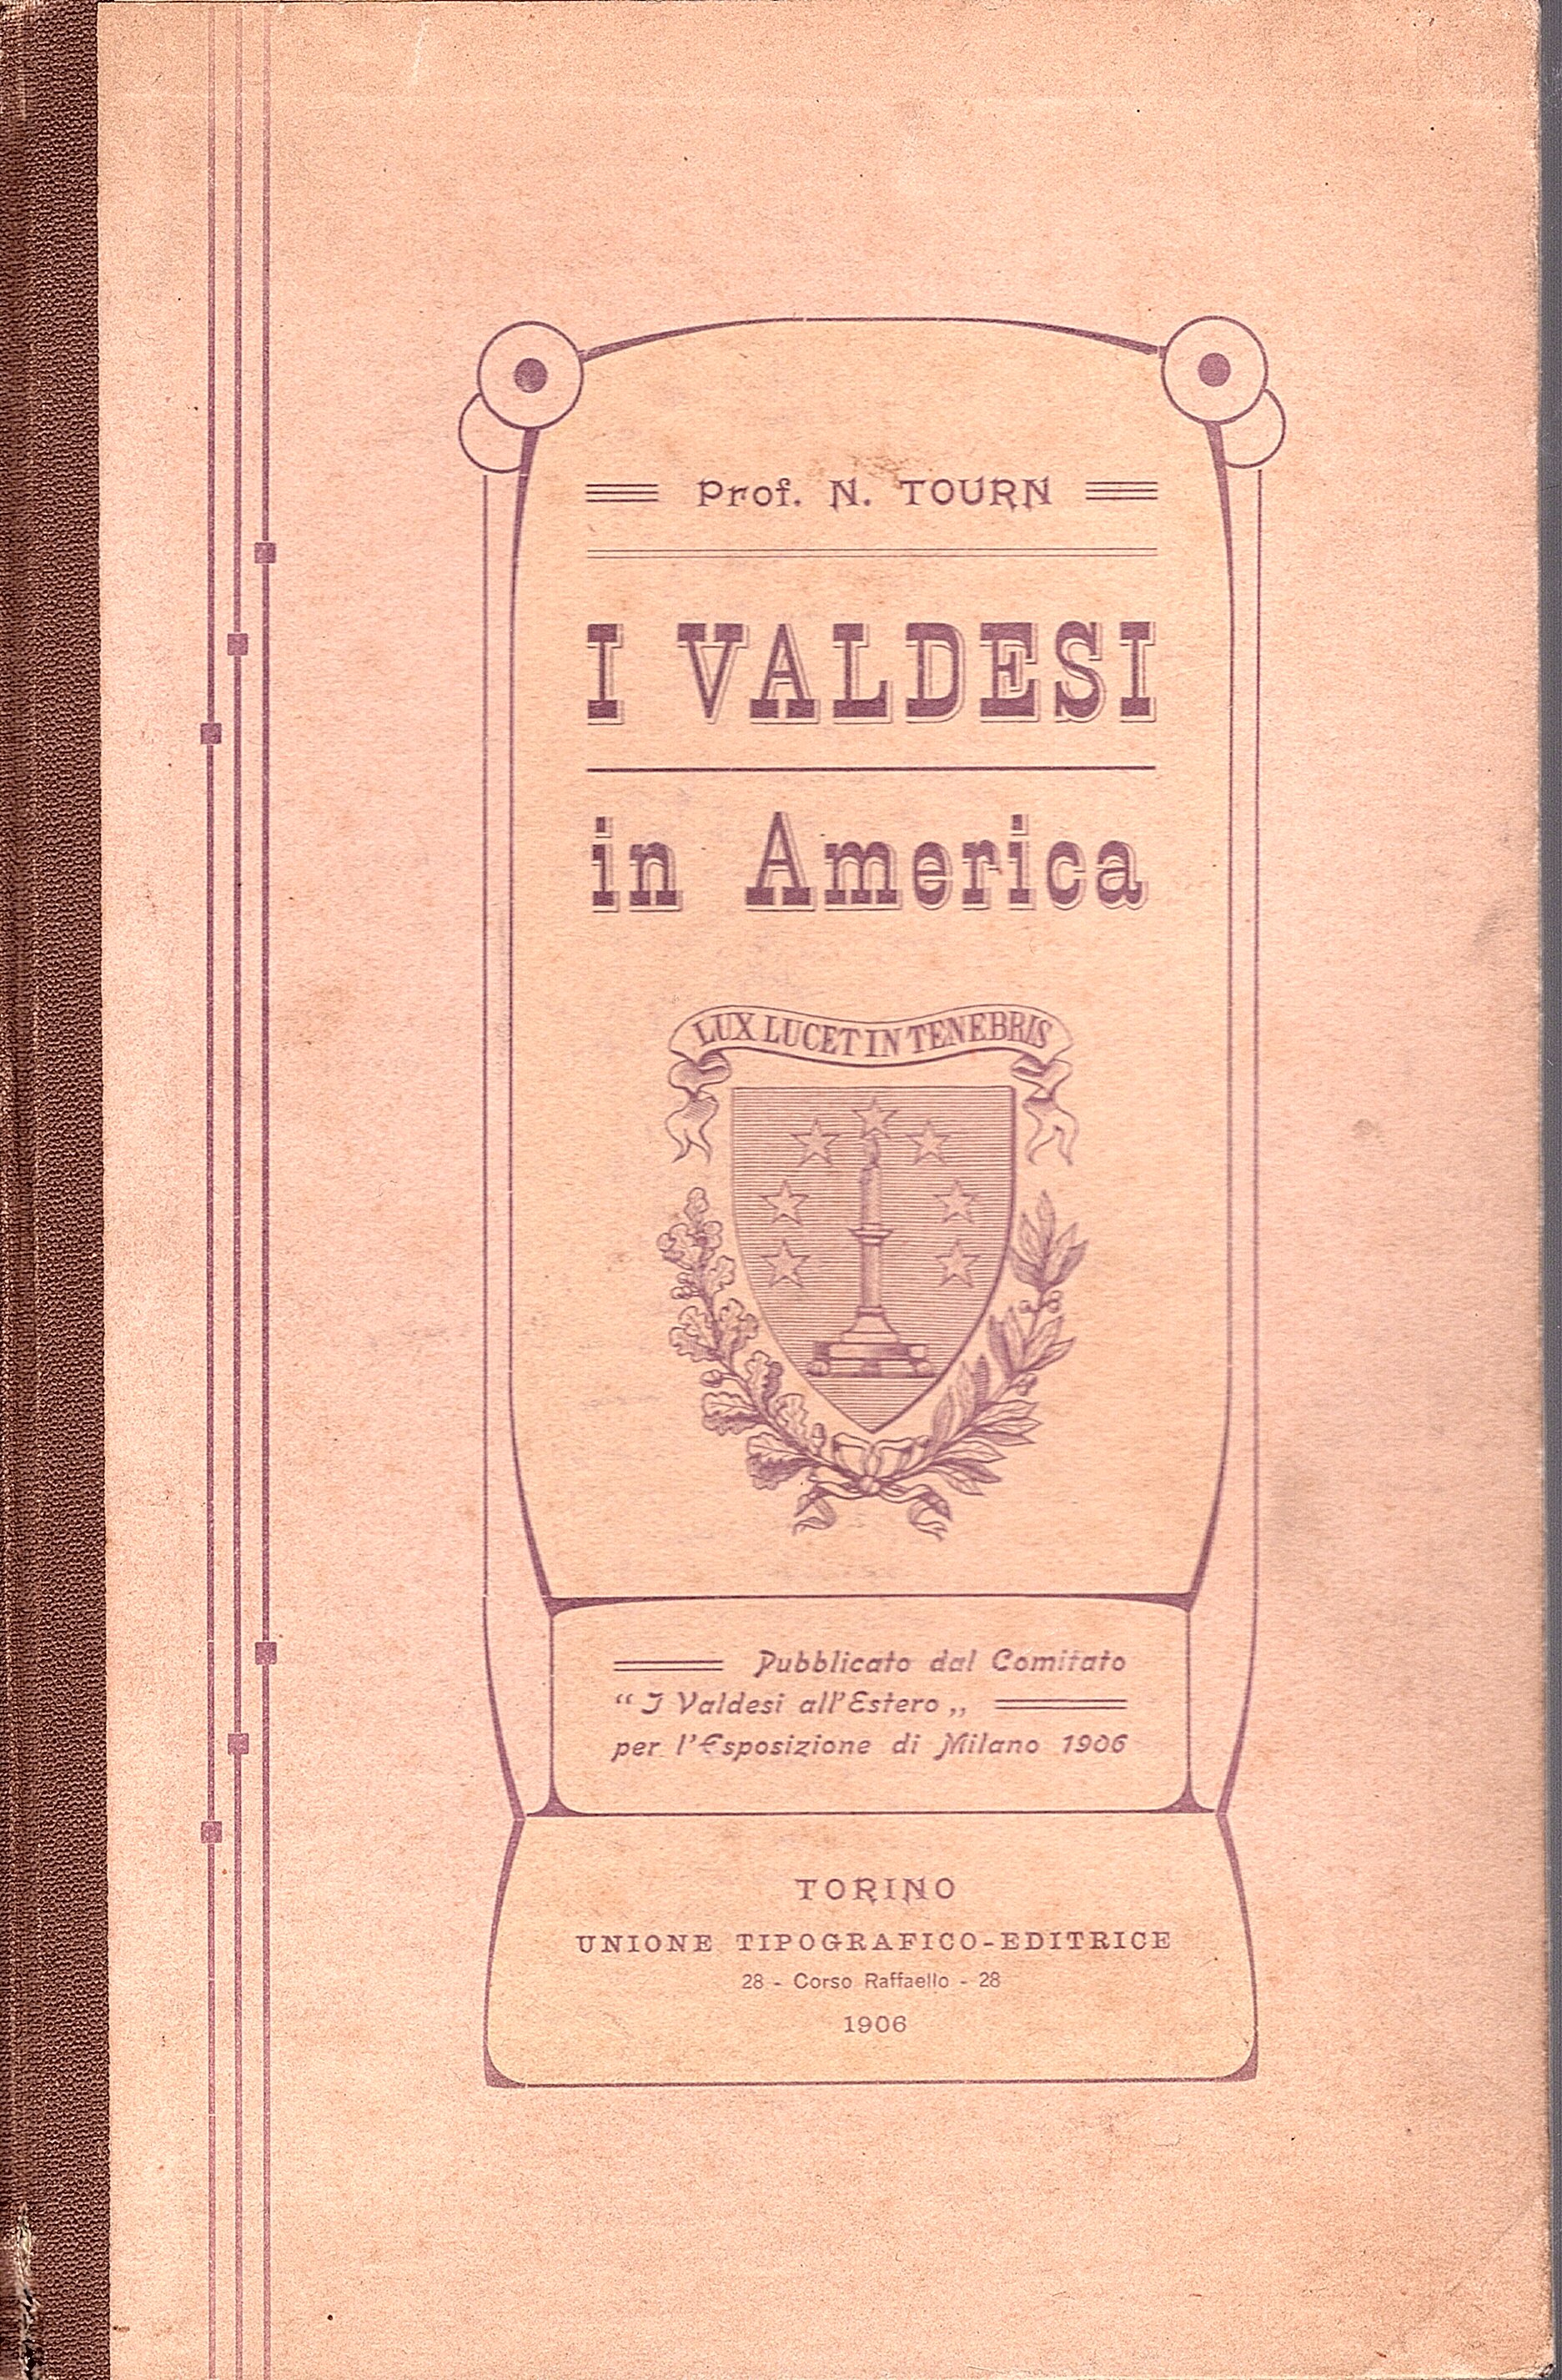 Prof. N. TOURN
I VALDESI
in America
LUX LUCET IN TENEBRIS
Pubblicato dal Comitato
“ I Valdesi all'Estero „
per l'Esposizione di Milano 1906
TORINO
UNIONE TIPOGRAFICO-EDITRICE
28 - Corso Raffaello - 28
1906